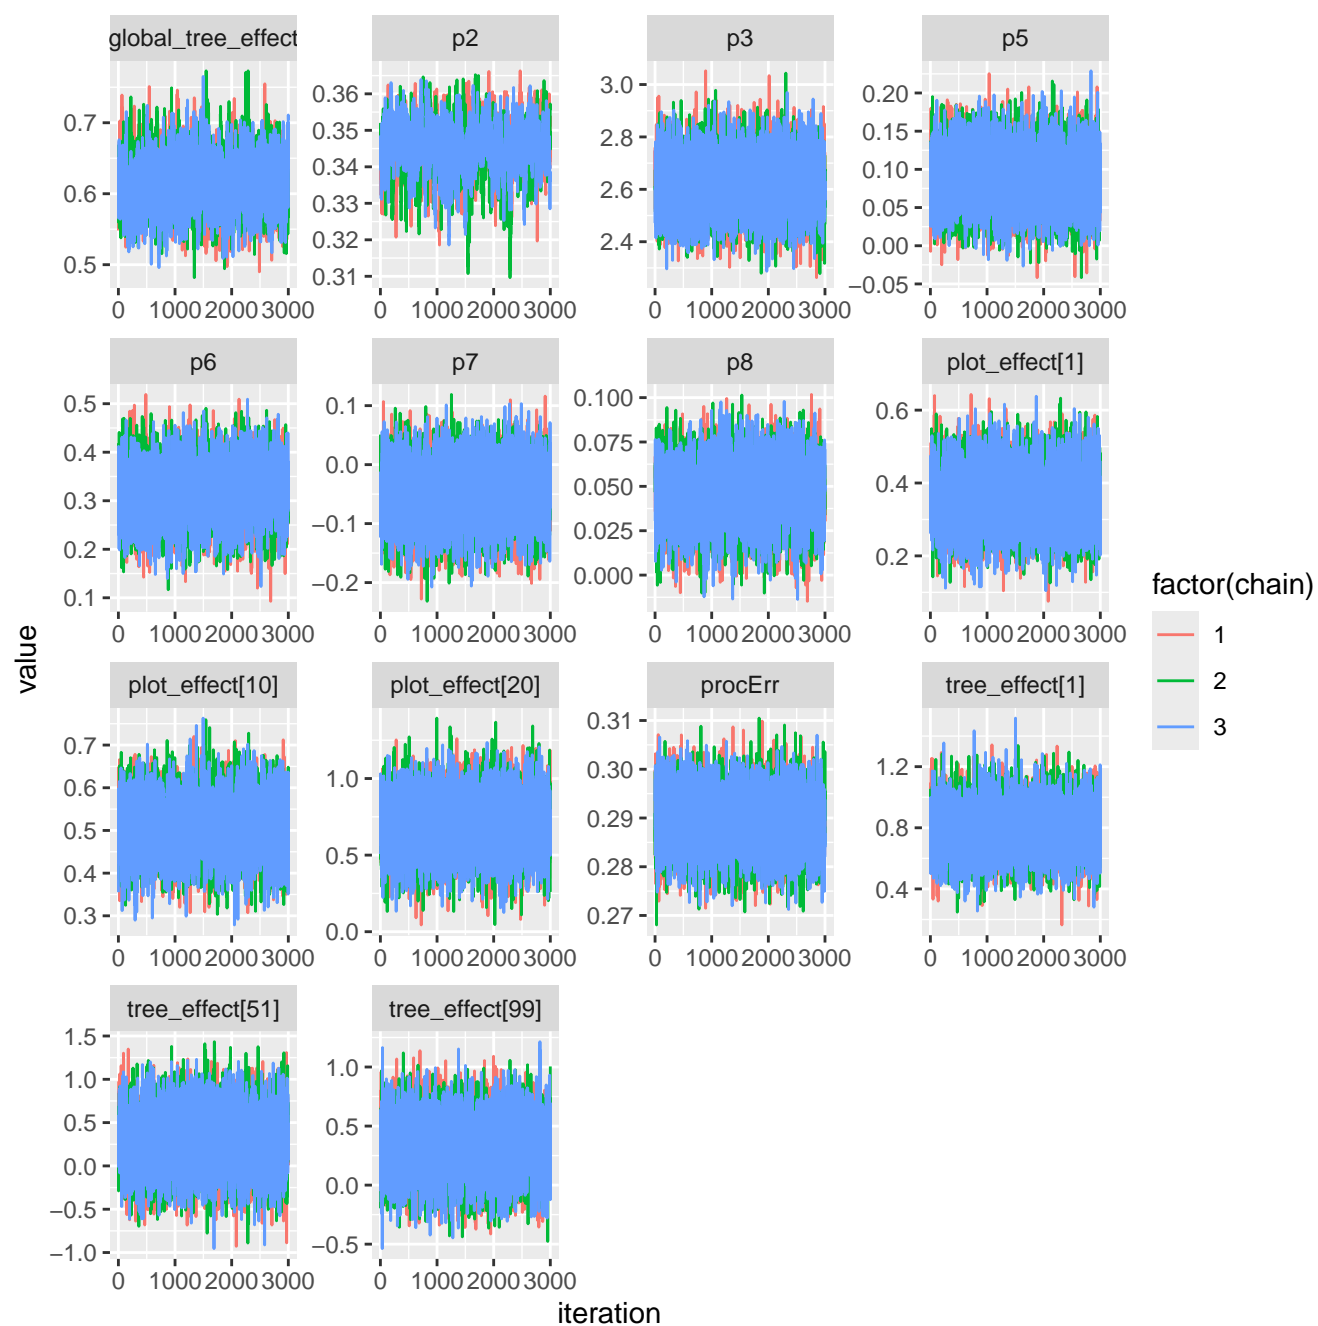 global_tree_effect p2 p3 p5
0.7 0.6 0.5
0.36 0.35 0.34 0.33 0.32 0.31
3.0 2.8 2.6 2.4
0.20 0.15 0.10 0.05 0.00 −0.05
0 1000 2000 3000 0 1000 2000 3000 0 1000 2000 3000 0 1000 2000 3000
p6 p7 p8 plot_effect[1]
0.5 0.4 0.3 0.2 0.1
0.1 0.0 −0.1 −0.2
0.100 0.075 0.050 0.025 0.000
0.6 0.4 0.2
0 1000 2000 3000 0 1000 2000 3000 0 1000 2000 3000 0 1000 2000 3000
plot_effect[10] plot_effect[20] procErr tree_effect[1]
0.7 0.6 0.5 0.4 0.3
1.0 0.5 0.0
0.31 0.30 0.29 0.28 0.27
1.2 0.8 0.4
0 1000 2000 3000 0 1000 2000 3000 0 1000 2000 3000 0 1000 2000 3000
tree_effect[51] tree_effect[99]
1.5 1.0 0.5 0.0 −0.5 −1.0
1.0 0.5 0.0 −0.5
0 1000 2000 3000 0 1000 2000 3000
value
iteration
factor(chain)
1
2
3